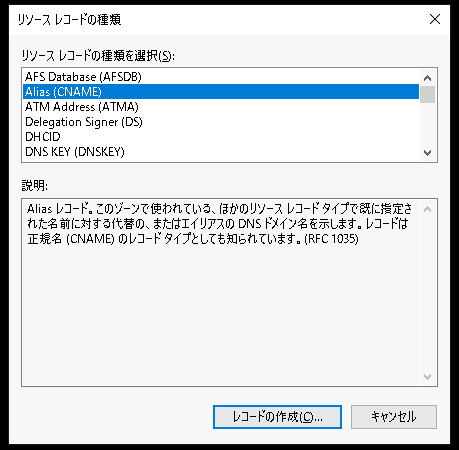 リソース レコードの種類
リソース レコードの種類を選択(S):
AFS Database (AFSDB)
Alias (CNAME)
ATM Address (ATMA)
Delegation Signer (DS)
DHCID
DNS KEY (DNSKEY)
説明:
Alias レコード。このゾーンで使われている、ほかのリソース レコード タイプで既に指定さ
れた名前に対する代替の、またはエイリアスの DNS ドメイン名を示します。レコードは
正規名 (CNAME) のレコード タイプとしても知られています。(RFC 1035)
レコードの作成(C)...
キャンセル